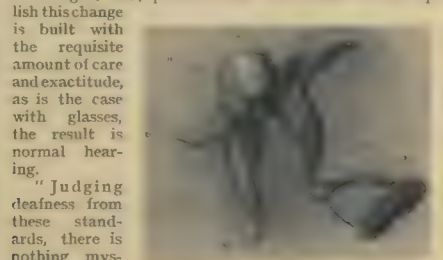 lish this change
is built with
the requisite
amount of care
and exactitude,
as is the case
with glasses,
the result is
normal hear-
ing.
"Judging
deafness from
these stand-
ards, there is
nothing mys-